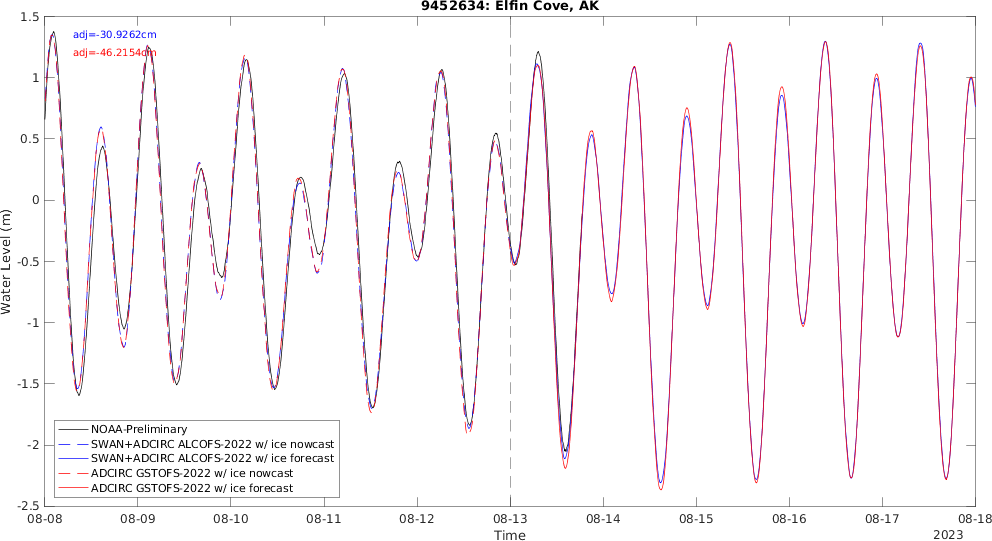 9452634: Elfin Cove, AK
adj=-30.9262cm
adj=-46.2154cm
1.5
1
0.5
0
-0.5
-1
-1.5
-2
-2.5
Water Level (m)
NOAA-Preliminary
SWAN+ADCIRC ALCOFS-2022 w/ ice nowcast
SWAN+ADCIRC ALCOFS-2022 w/ ice forecast
ADCIRC GSTOFS-2022 w/ ice nowcast
ADCIRC GSTOFS-2022 w/ ice forecast
08-08 08-09 08-10 08-11 08-12 08-13 08-14 08-15 08-16 08-17 08-18
Time
2023